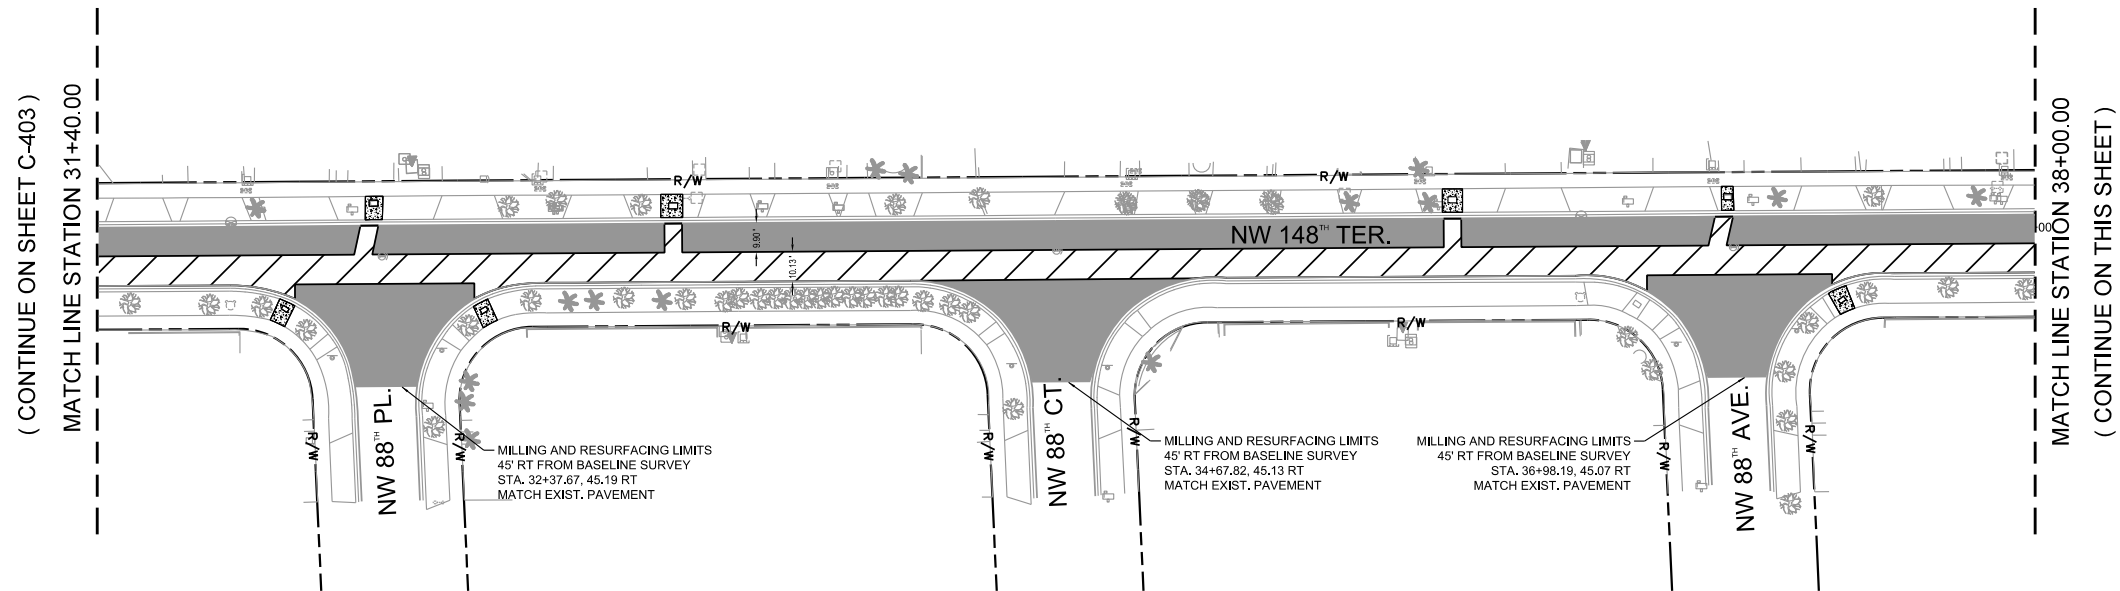 ( CONTINUE ON SHEET C-403 )
MATCH LINE STATION 31+40.00
R/W
R/W
9.90'
10.13'
NW 148TH TER.
00
R/W
R/W
R/W
R/W
R/W
R/W
R/W
R/W
NW 88TH PL.
NW 88TH CT.
NW 88TH AVE.
MILLING AND RESURFACING LIMITS
45' RT FROM BASELINE SURVEY
STA. 32+37.67, 45.19 RT
MATCH EXIST. PAVEMENT
MILLING AND RESURFACING LIMITS
45' RT FROM BASELINE SURVEY
STA. 34+67.82, 45.13 RT
MATCH EXIST. PAVEMENT
MILLING AND RESURFACING LIMITS
45' RT FROM BASELINE SURVEY
STA. 36+98.19, 45.07 RT
MATCH EXIST. PAVEMENT
MATCH LINE STATION 38+00.00
( CONTINUE ON THIS SHEET )